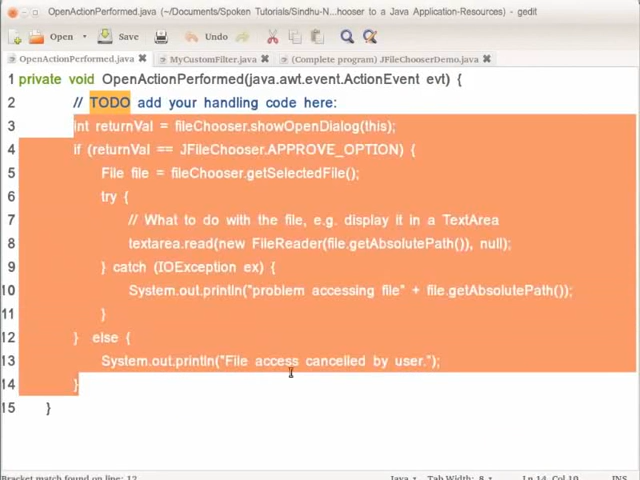 OpenActionPerformed.java (~/Documents/Spoken Tutorials/Sindhu-N...hooser to a Java Application-Resources) - gedit
Open Save Undo
OpenActionPerformed.java MyCustomFilter.java (Complete program) JFileChooserDemo.java
1 private void OpenActionPerformed(java.awt.event.ActionEvent evt) {
2 // TODO add your handling code here:
3 int returnVal = fileChooser.showOpenDialog(this);
4 if (returnVal == JFileChooser.APPROVE_OPTION) {
5 File file = fileChooser.getSelectedFile();
6 try {
7 // What to do with the file, e.g. display it in a TextArea
8 textarea.read(new FileReader(file.getAbsolutePath()), null);
9 } catch (IOException ex) {
10 System.out.println("problem accessing file" + file.getAbsolutePath());
11 }
12 } else {
13 System.out.println("File access cancelled by user.");
14 }
15 }
Bracket match found on line: 12 Java Tab Width: 8 Ln 14, Col 10 INS